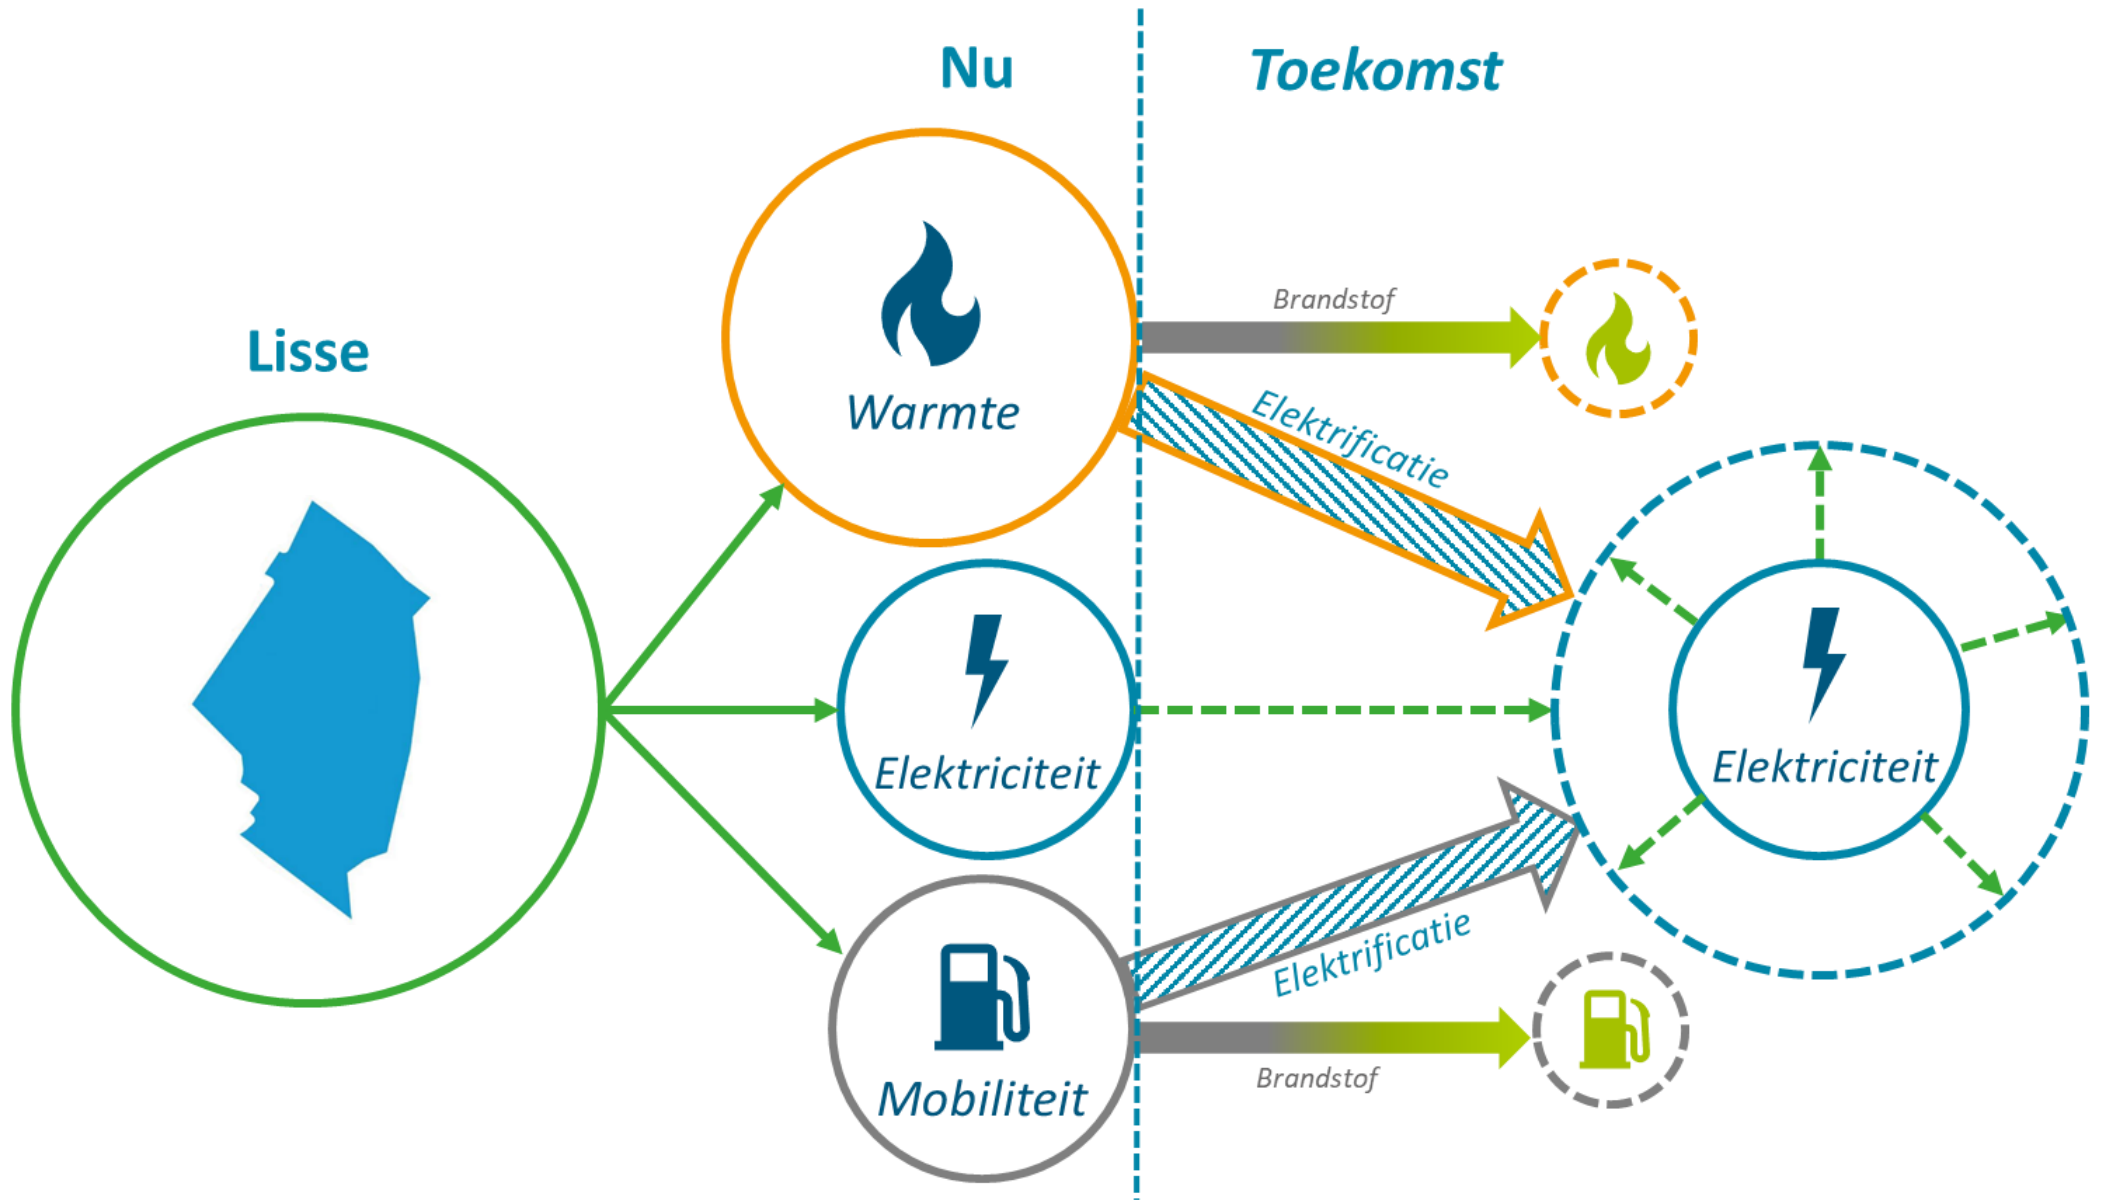 Nu
Toekomst
Lisse
Warmte
Brandstof
Elektrificatie
Elektriciteit
Elektriciteit
Elektrificatie
Mobiliteit
Brandstof